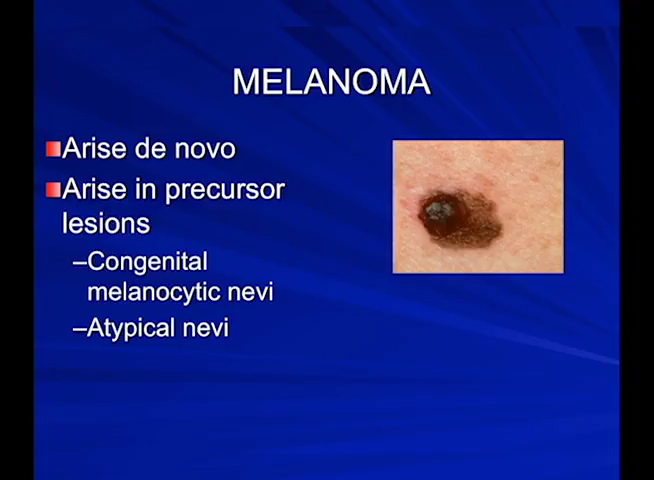 MELANOMA
Arise de novo
Arise in precursor
lesions
–Congenital
melanocytic nevi
–Atypical nevi